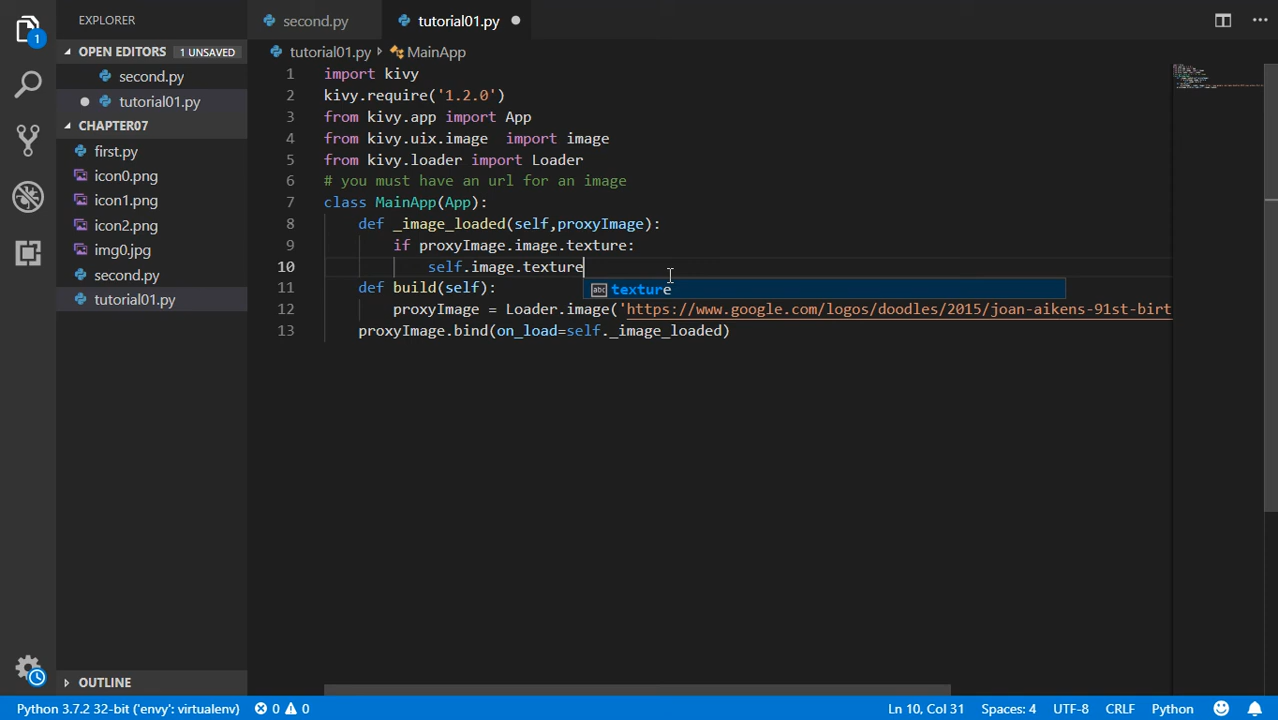 EXPLORER
second.py
tutorial01.py
OPEN EDITORS 1 UNSAVED
second.py
tutorial01.py
CHAPTER07
first.py
icon0.png
icon1.png
icon2.png
img0.jpg
second.py
tutorial01.py
OUTLINE
1
tutorial01.py MainApp
1 import kivy
2 kivy.require('1.2.0')
3 from kivy.app import App
4 from kivy.uix.image  import image
5 from kivy.loader import Loader
6 # you must have an url for an image
7 class MainApp(App):
8 def _image_loaded(self,proxyImage):
9 if proxyImage.image.texture:
10 self.image.texture
abc texture
11 def build(self):
12 proxyImage = Loader.image('https://www.google.com/logos/doodles/2015/joan-aikens-91st-birt
13 proxyImage.bind(on_load=self._image_loaded)
Python 3.7.2 32-bit ('envy': virtualenv) 0 0 Ln 10, Col 31 Spaces: 4 UTF-8 CRLF Python